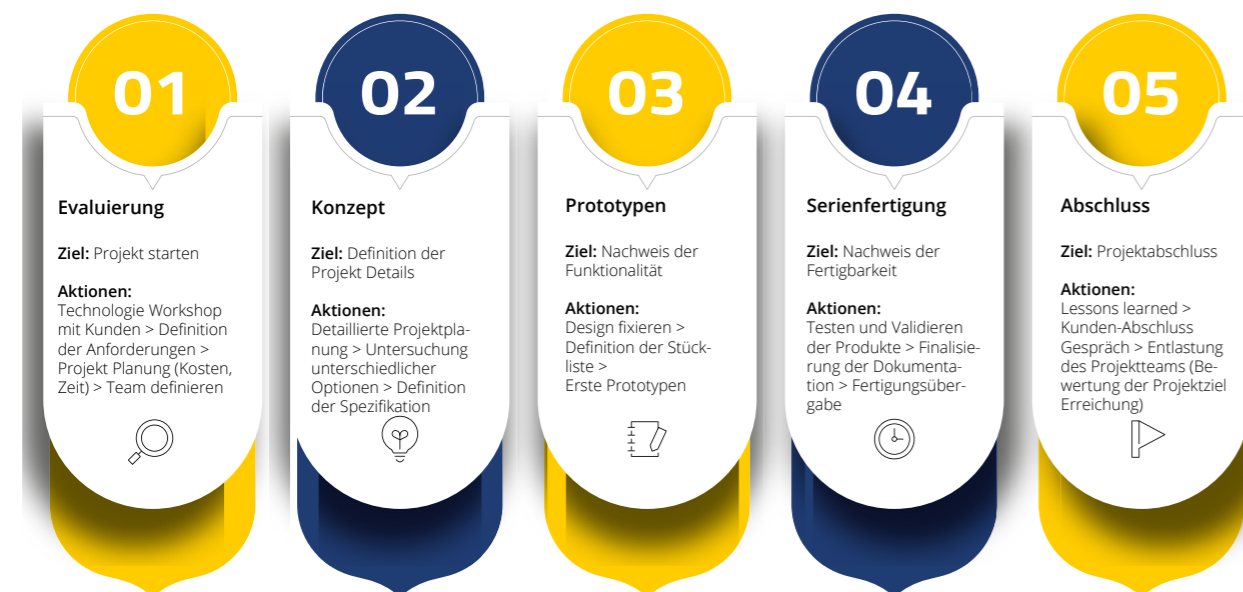 01
Evaluierung
Ziel: Projekt starten
Aktionen:
Technologie Workshop
mit Kunden > Definition
der Anforderungen >
Projekt Planung (Kosten,
Zeit) > Team definieren
02
Konzept
Ziel: Definition der
Projekt Details
Aktionen:
Detaillierte Projektpla-
nung > Untersuchung
unterschiedlicher
Optionen > Definition
der Spezifikation
03
Prototypen
Ziel: Nachweis der
Funktionalität
Aktionen:
Design fixieren >
Definition der Stück-
liste >
Erste Prototypen
04
Serienfertigung
Ziel: Nachweis der
Fertigbarkeit
Aktionen:
Testen und Validieren
der Produkte > Finalisie-
rung der Dokumenta-
tion > Fertigungsüber-
gabe
05
Abschluss
Ziel: Projektabschluss
Aktionen:
Lessons learned >
Kunden-Abschluss
Gespräch > Entlastung
des Projektteams (Be-
wertung der Projektziel
Erreichung)